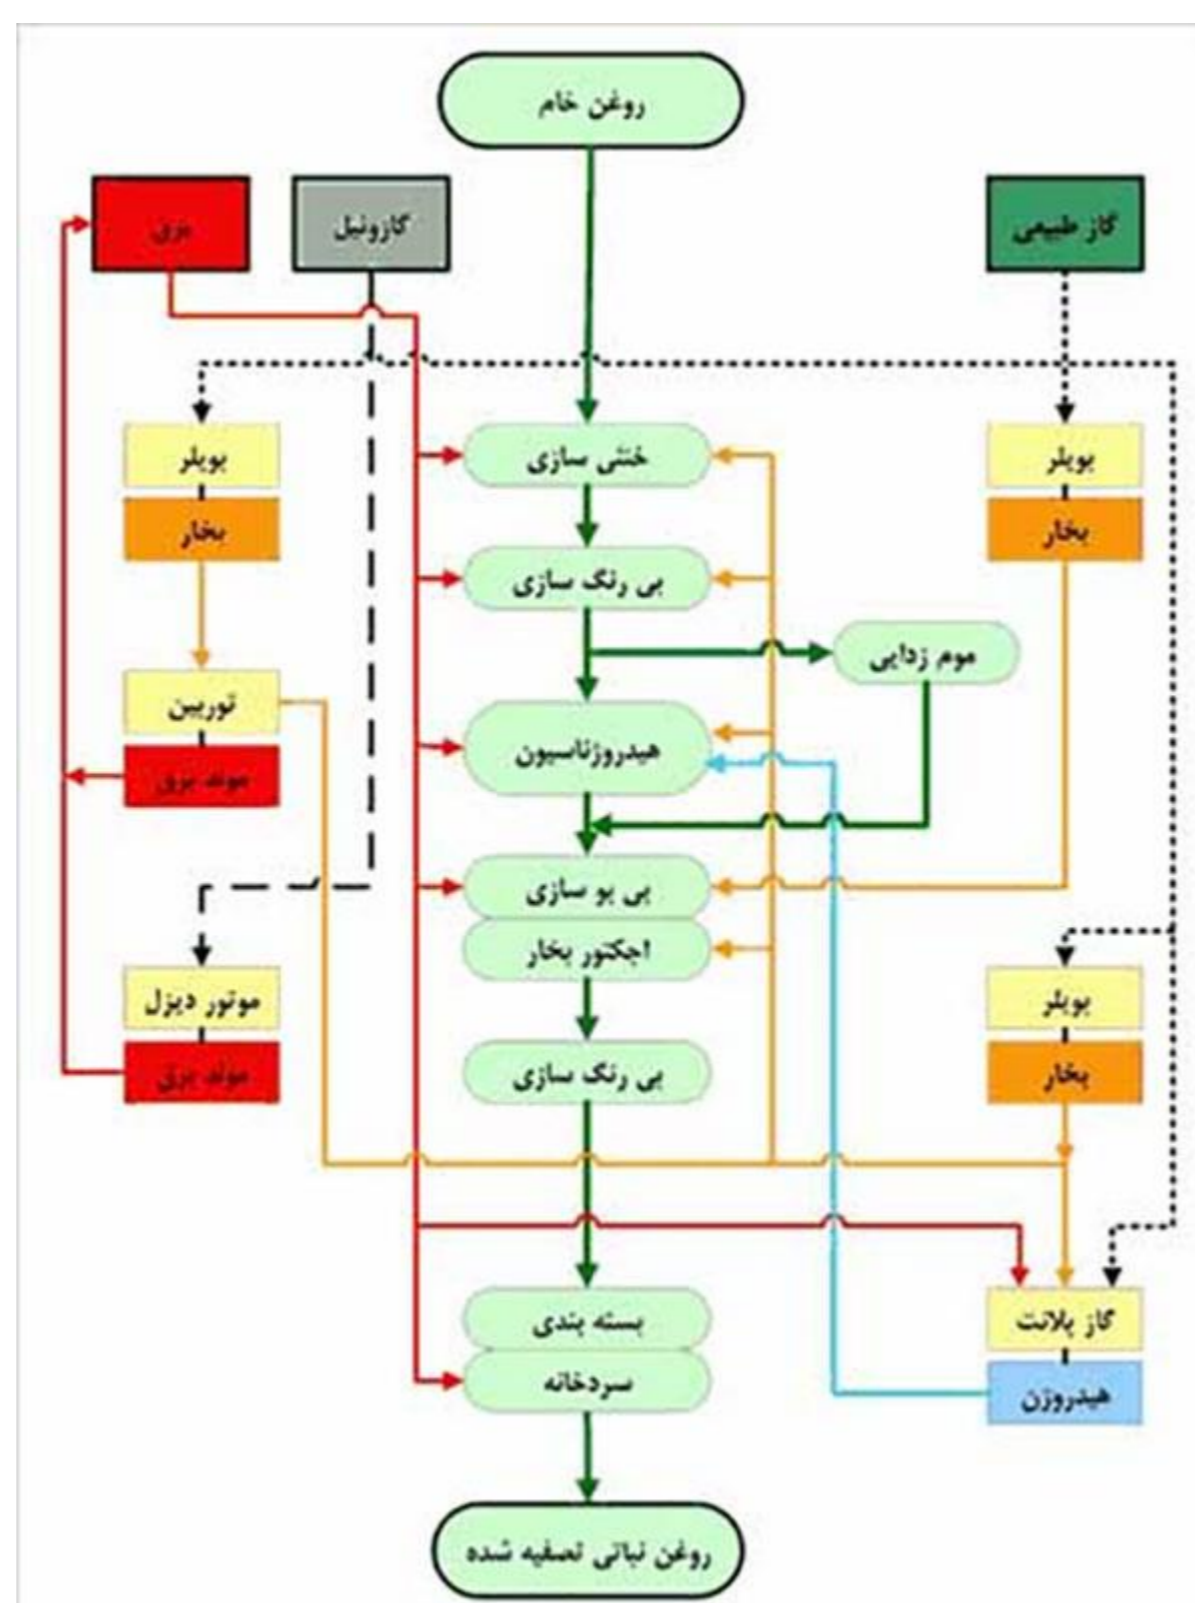 روغن خام
برق
گازوئیل
گاز طبیعی
بویلر
بخار
خنثی سازی
بویلر
بخار
بی رنگ سازی
موم زدایی
توربین
مولد برق
هیدروژناسیون
بی بو سازی
اجکتور بخار
موتور دیزل
مولد برق
بی رنگ سازی
بویلر
بخار
بسته بندی
سردخانه
گاز پلانت
هیدروژن
روغن نباتی تصفیه شده